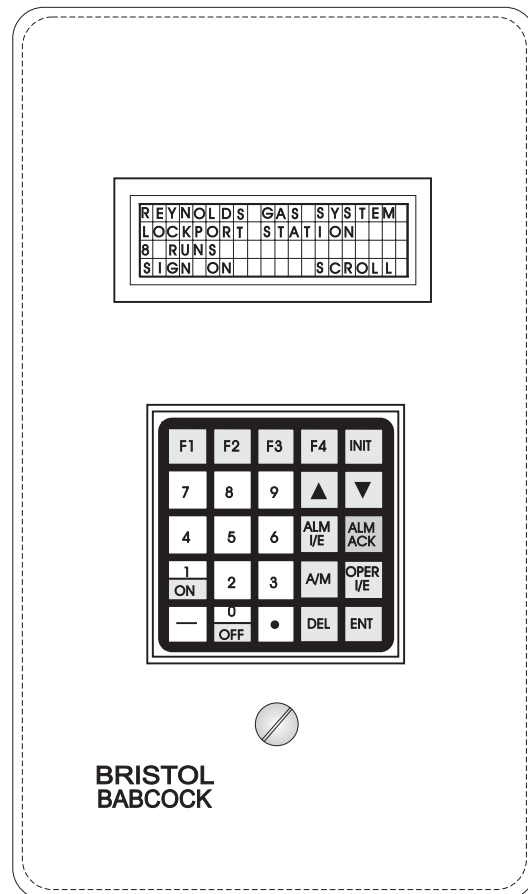 REYNOLDS GAS SYSTEM
LOCKPORT STATION
8 RUNS
SIGN ON SCROLL
F1 F2 F3 F4 INIT
7 8 9 ▲ ▼
4 5 6 ALM I/E ALM ACK
1 ON 2 3 A/M OPER I/E
— 0 OFF • DEL ENT
BRISTOL
BABCOCK